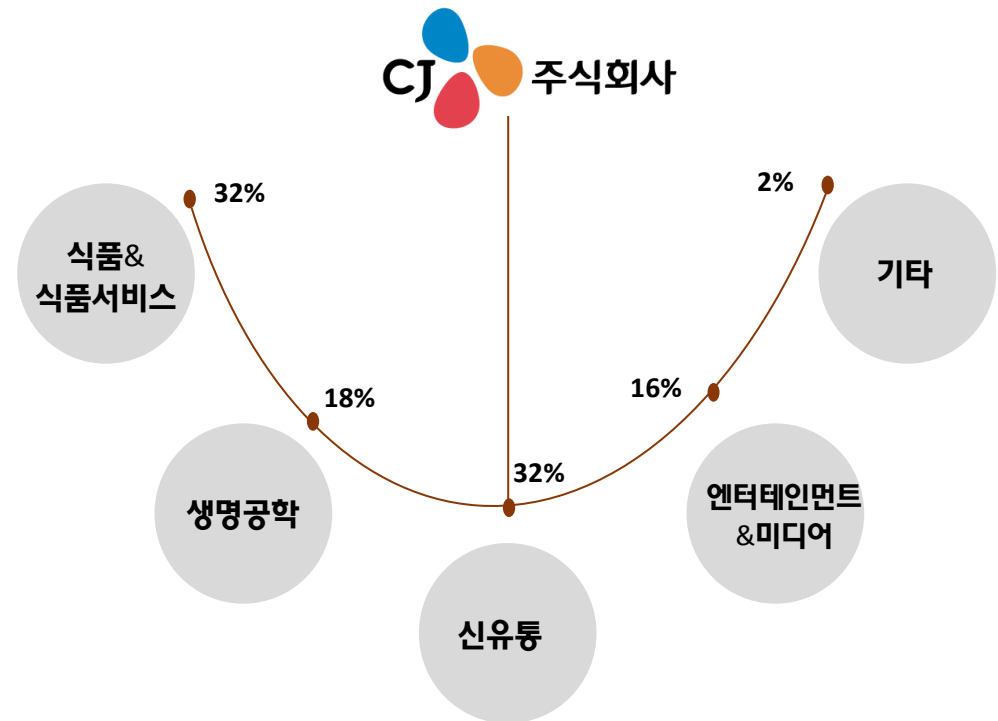 CJ 주식회사
32%
식품&
식품서비스
18%
생명공학
32%
신유통
16%
엔터테인먼트
&미디어
2%
기타